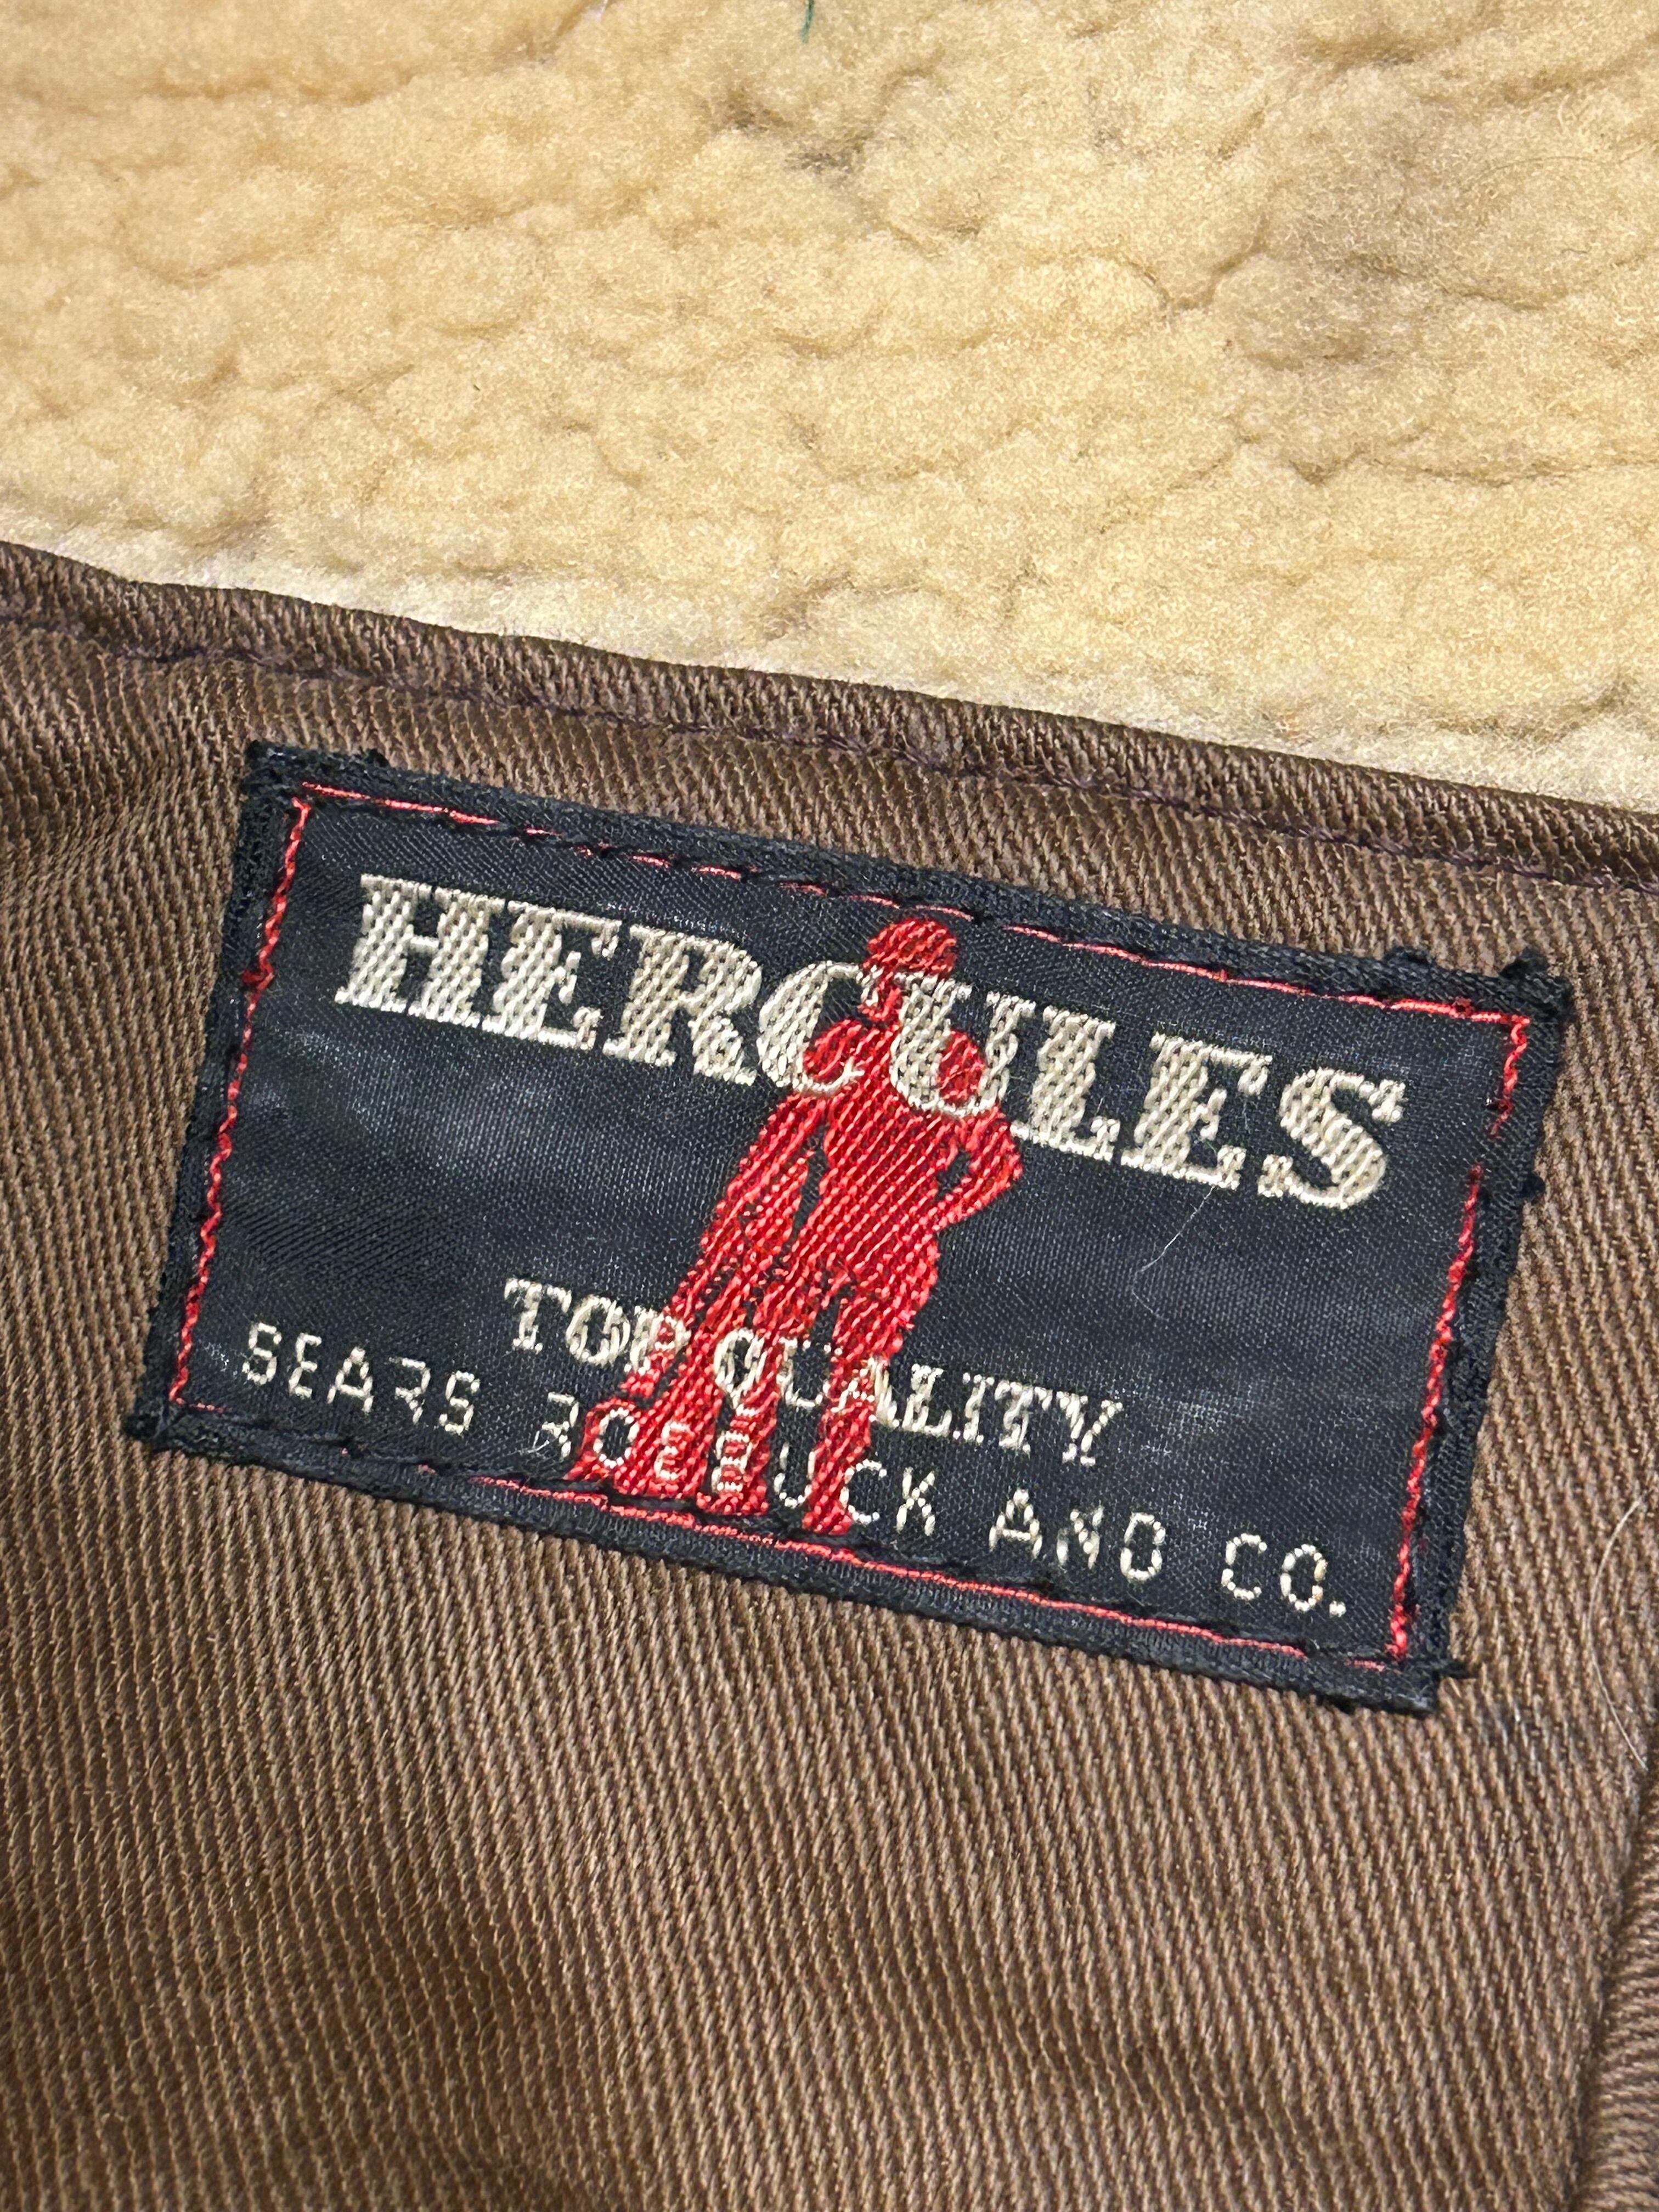 HERCULES
TOP QUALITY
SEARS ROEBUCK AND CO.